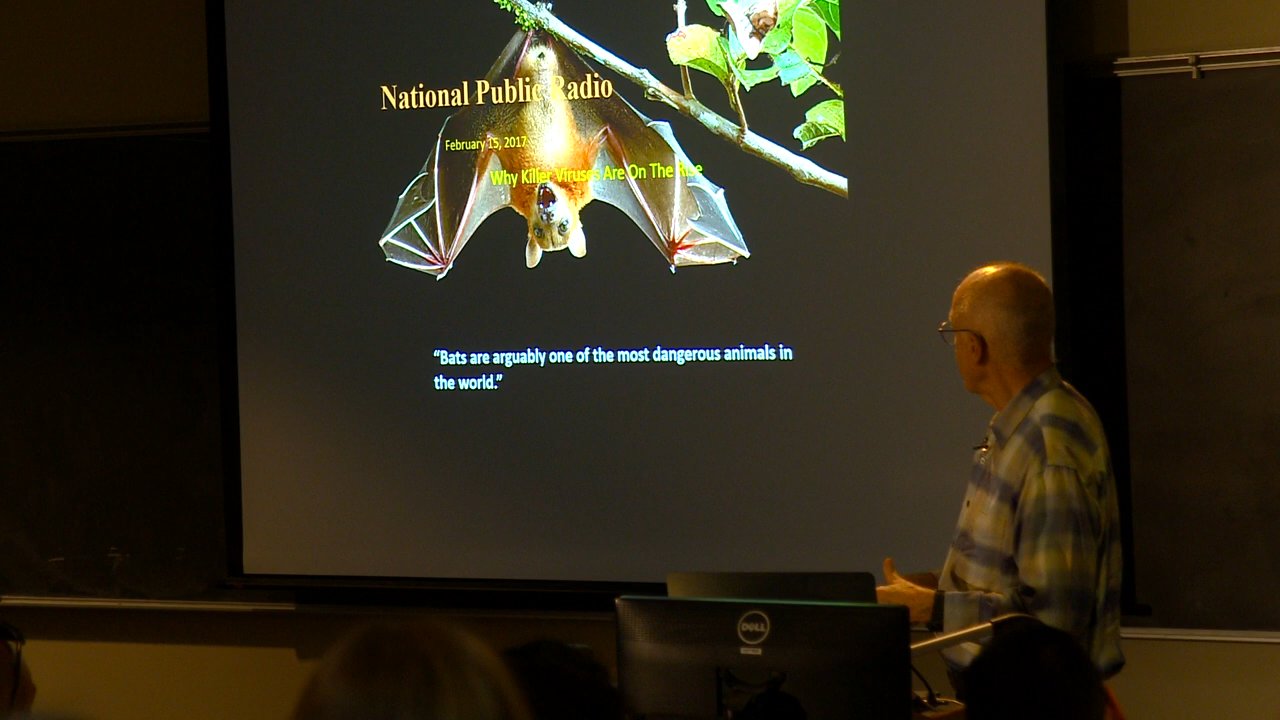 National Public Radio
February 15, 2017
Why Killer Viruses Are On The Rise
“Bats are arguably one of the most dangerous animals in
the world.”
DELL